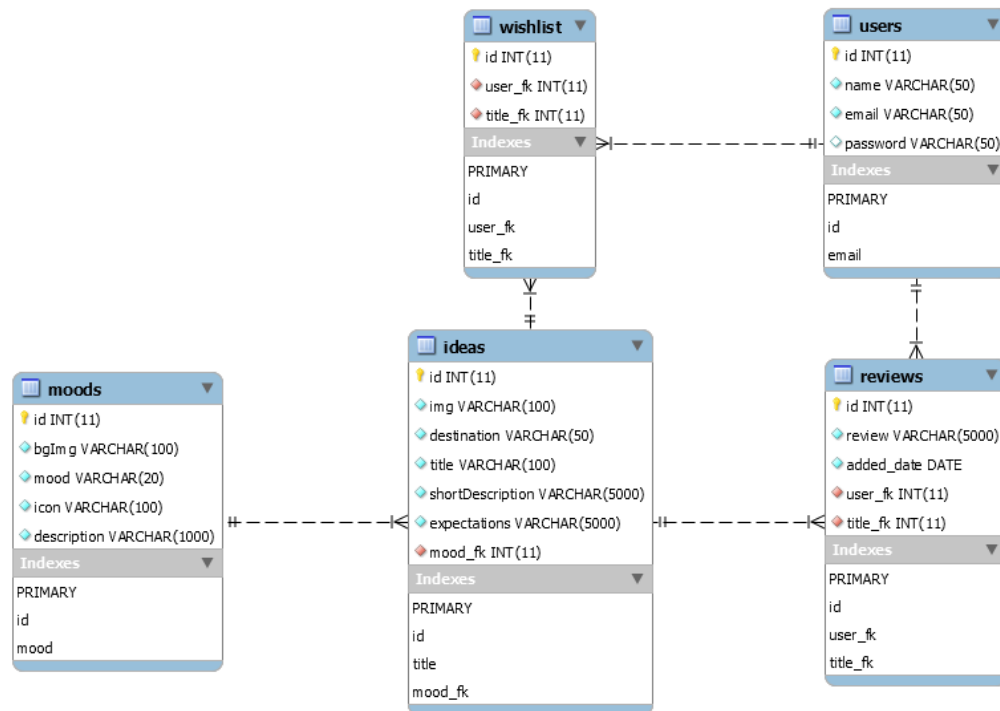 wishlist
id INT(11)
user_fk INT(11)
title_fk INT(11)
Indexes
PRIMARY
id
user_fk
title_fk
users
id INT(11)
name VARCHAR(50)
email VARCHAR(50)
password VARCHAR(50)
Indexes
PRIMARY
id
email
moods
id INT(11)
bgImg VARCHAR(100)
mood VARCHAR(20)
icon VARCHAR(100)
description VARCHAR(1000)
Indexes
PRIMARY
id
mood
ideas
id INT(11)
img VARCHAR(100)
destination VARCHAR(50)
title VARCHAR(100)
shortDescription VARCHAR(5000)
expectations VARCHAR(5000)
mood_fk INT(11)
Indexes
PRIMARY
id
title
mood_fk
reviews
id INT(11)
review VARCHAR(5000)
added_date DATE
user_fk INT(11)
title_fk INT(11)
Indexes
PRIMARY
id
user_fk
title_fk